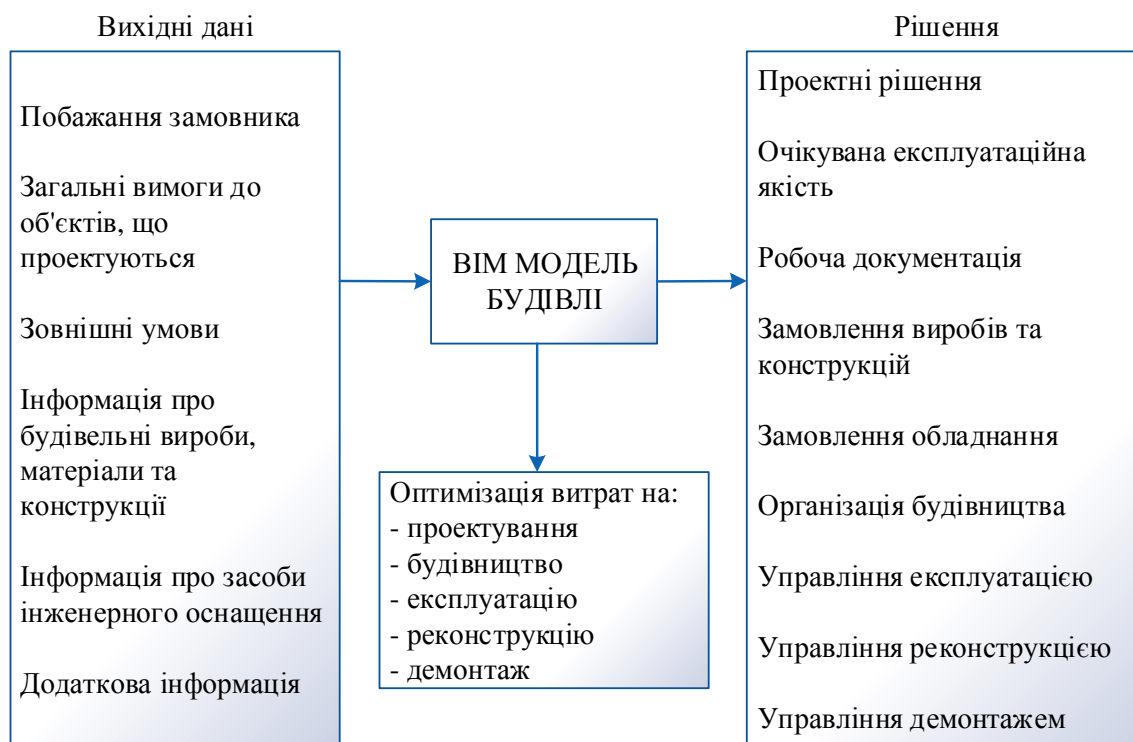 Вихідні дані
Побажання замовника
Загальні вимоги до
об'єктів, що
проектуються
Зовнішні умови
Інформація про
будівельні вироби,
матеріали та
конструкції
Інформація про засоби
інженерного оснащення
Додаткова інформація
ВІМ МОДЕЛЬ
БУДІВЛІ
Оптимізація витрат на:
- проектування
- будівництво
- експлуатацію
- реконструкцію
- демонтаж
Рішення
Проектні рішення
Очікувана експлуатаційна
якість
Робоча документація
Замовлення виробів та
конструкцій
Замовлення обладнання
Організація будівництва
Управління експлуатацією
Управління реконструкцією
Управління демонтажем